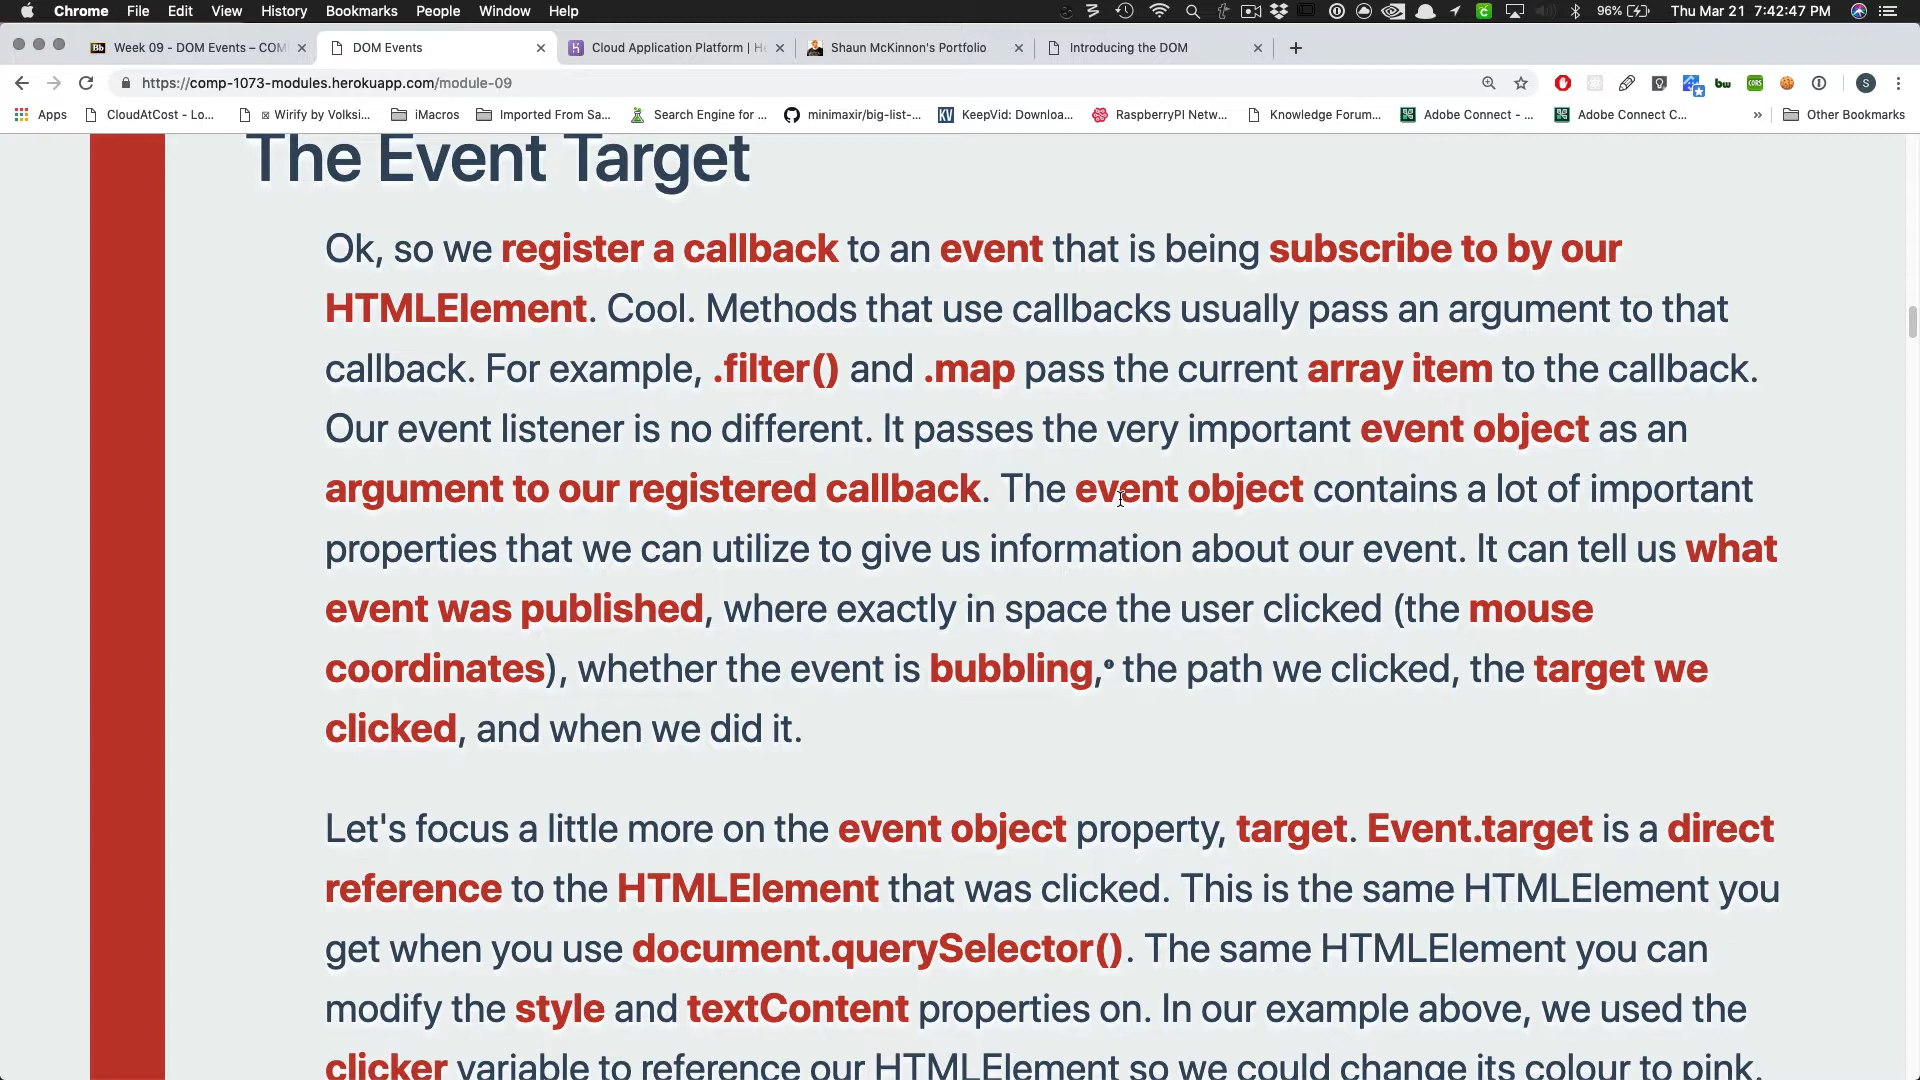 Chrome File Edit View History Bookmarks People Window Help 96% Thu Mar 21 7:42:47 PM
Week 09 - DOM Events – COM DOM Events Cloud Application Platform | He Shaun McKinnon's Portfolio Introducing the DOM
https://comp-1073-modules.herokuapp.com/module-09
Apps CloudAtCost - Lo... Wirify by Volksi... iMacros Imported From Sa... Search Engine for ... minimaxir/big-list-... KeepVid: Downloa... RaspberryPI Netw... Knowledge Forum... Adobe Connect - ... Adobe Connect C... » Other Bookmarks
The Event Target
Ok, so we register a callback to an event that is being subscribe to by our
HTMLElement. Cool. Methods that use callbacks usually pass an argument to that
callback. For example, .filter() and .map pass the current array item to the callback.
Our event listener is no different. It passes the very important event object as an
argument to our registered callback. The event object contains a lot of important
properties that we can utilize to give us information about our event. It can tell us what
event was published, where exactly in space the user clicked (the mouse
coordinates), whether the event is bubbling, the path we clicked, the target we
clicked, and when we did it.
Let's focus a little more on the event object property, target. Event.target is a direct
reference to the HTMLElement that was clicked. This is the same HTMLElement you
get when you use document.querySelector(). The same HTMLElement you can
modify the style and textContent properties on. In our example above, we used the
clicker variable to reference our HTMLElement so we could change its colour to pink.